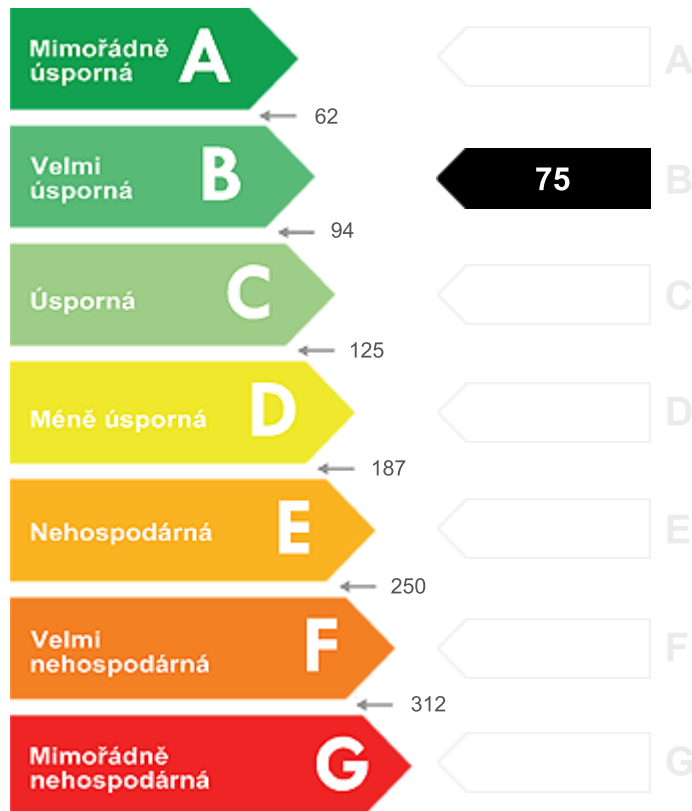 Mimořádně
úsporná
A
A
62
Velmi
úsporná
B
75
B
94
Úsporná
C
C
125
Méně úsporná
D
D
187
Nehospodárná
E
E
250
Velmi
nehospodárná
F
F
312
Mimořádně
nehospodárná
G
G